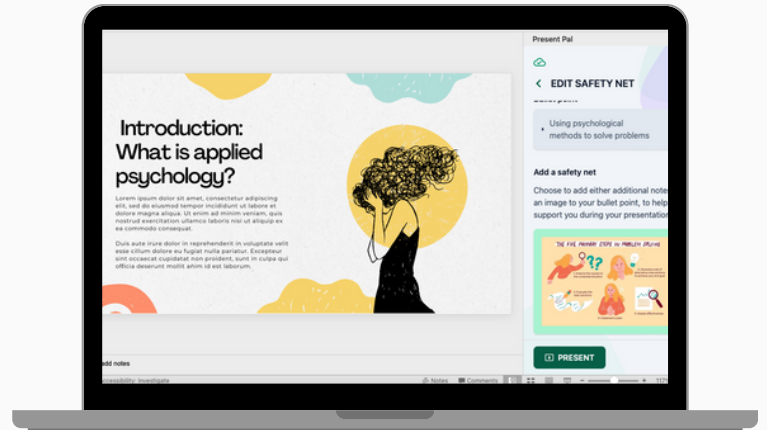 Present Pal
EDIT SAFETY NET
Bullet point
Using psychological
methods to solve problems
Add a safety net
Choose to add either additional note
an image to your bullet point, to help
support you during your presentation
THE FIVE PRIMARY STEPS IN PROBLEM SOLVING
PRESENT
Introduction:
What is applied
psychology?
Lorem ipsum dolor sit amet, consectetur adipiscing
elit, sed do eiusmod tempor incididunt ut labore et
dolore magna aliqua. Ut enim ad minim veniam, quis
nostrud exercitation ullamco laboris nisi ut aliquip ex
ea commodo consequat.
Duis aute irure dolor in reprehenderit in voluptate velit
esse cillum dolore eu fugiat nulla pariatur. Excepteur
sint occaecat cupidatat non proident, sunt in culpa qui
officia deserunt mollit anim id est laborum.
add notes
ccessibility: Investigate
Notes
Comments